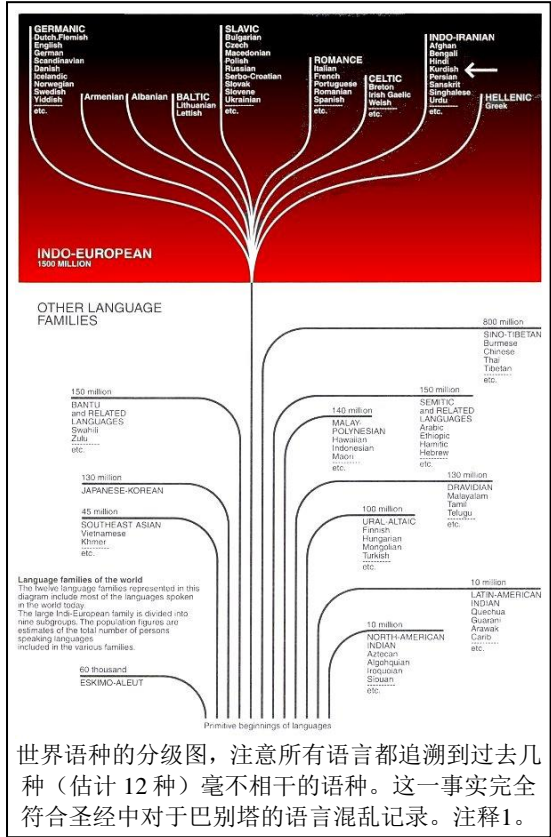 GERMANIC
Dutch.Flemish
English
German
Scandinavian
Danish
Icelandic
Norwegian
Swedish
Yiddish
etc.
Armenian
Albanian
BALTIC
Lithuanian
Lettish
etc.
SLAVIC
Bulgarian
Czech
Macedonian
Polish
Russian
Serbo-Croatian
Slovak
Slovene
Ukrainian
etc.
ROMANCE
Italian
French
Portuguese
Romanian
Spanish
etc.
CELTIC
Breton
Irish Gaelic
Welsh
etc.
INDO-IRANIAN
Afghan
Bengali
Hindi
Kurdish
Persian
Sanskrit
Singhalese
Urdu
etc.
HELLENIC
Greek
INDO-EUROPEAN
1500 MILLION
OTHER LANGUAGE
FAMILIES
800 million
SINO-TIBETAN
Burmese
Chinese
Thai
Tibetan
etc.
150 million
BANTU
and RELATED
LANGUAGES
Swahili
Zulu
etc.
140 million
MALAY-
POLYNESIAN
Hawaiian
Indonesian
Maori
etc.
150 million
SEMITIC
and RELATED
LANGUAGES
Arabic
Ethiopic
Hamitic
Hebrew
etc.
130 million
JAPANESE-KOREAN
130 million
DRAVIDIAN
Malayalam
Tamil
Telugu
etc.
45 million
SOUTHEAST ASIAN
Vietnamese
Khmer
etc.
100 million
URAL-ALTAIC
Finnish
Hungarian
Mongolian
Turkish
etc.
Language families of the world
The twelve language families represented in this
diagram include most of the languages spoken
in the world today.
The large Indi-European family is divided into
nine subgroups. The population figures are
estimates of the total number of persons
speaking languages
included in the various families.
10 million
LATIN-AMERICAN
INDIAN
Quechua
Guarani
Arawak
Carib
etc.
10 million
NORTH-AMERICAN
INDIAN
Aztecan
Algohquian
Iroquoian
Siouan
etc.
60 thousand
ESKIMO-ALEUT
Primitive beginnings of languages
世界语种的分级图，注意所有语言都追溯到过去几
种（估计 12 种）毫不相干的语种。这一事实完全
符合圣经中对于巴别塔的语言混乱记录。注释1。